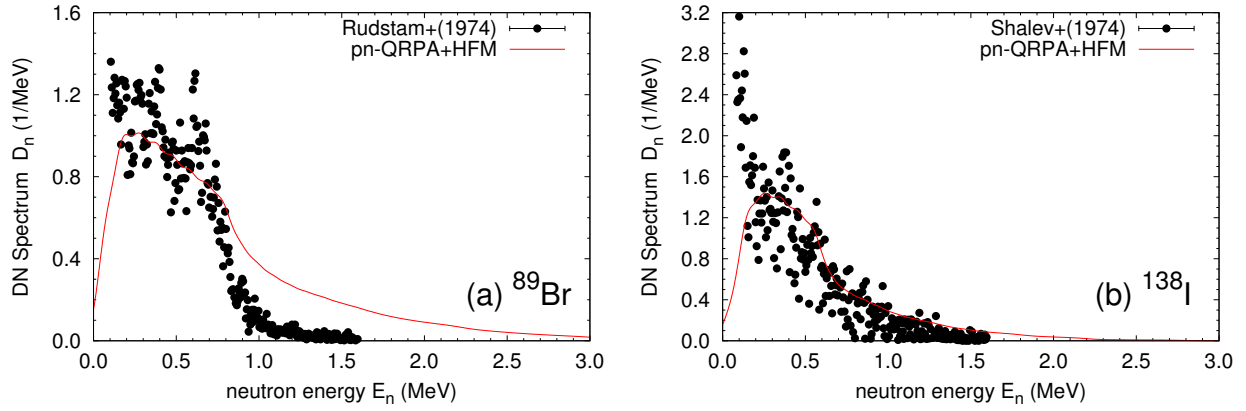 Rudstam+(1974)
pn-QRPA+HFM
DN Spectrum D_n (1/MeV)
1.6
1.2
0.8
0.4
0.0
(a) ⁸⁹Br
0.0 0.5 1.0 1.5 2.0 2.5 3.0
neutron energy E_n (MeV)
Shalev+(1974)
pn-QRPA+HFM
DN Spectrum D_n (1/MeV)
3.2
2.8
2.4
2.0
1.6
1.2
0.8
0.4
0.0
(b) ¹³⁸I
0.0 0.5 1.0 1.5 2.0 2.5 3.0
neutron energy E_n (MeV)